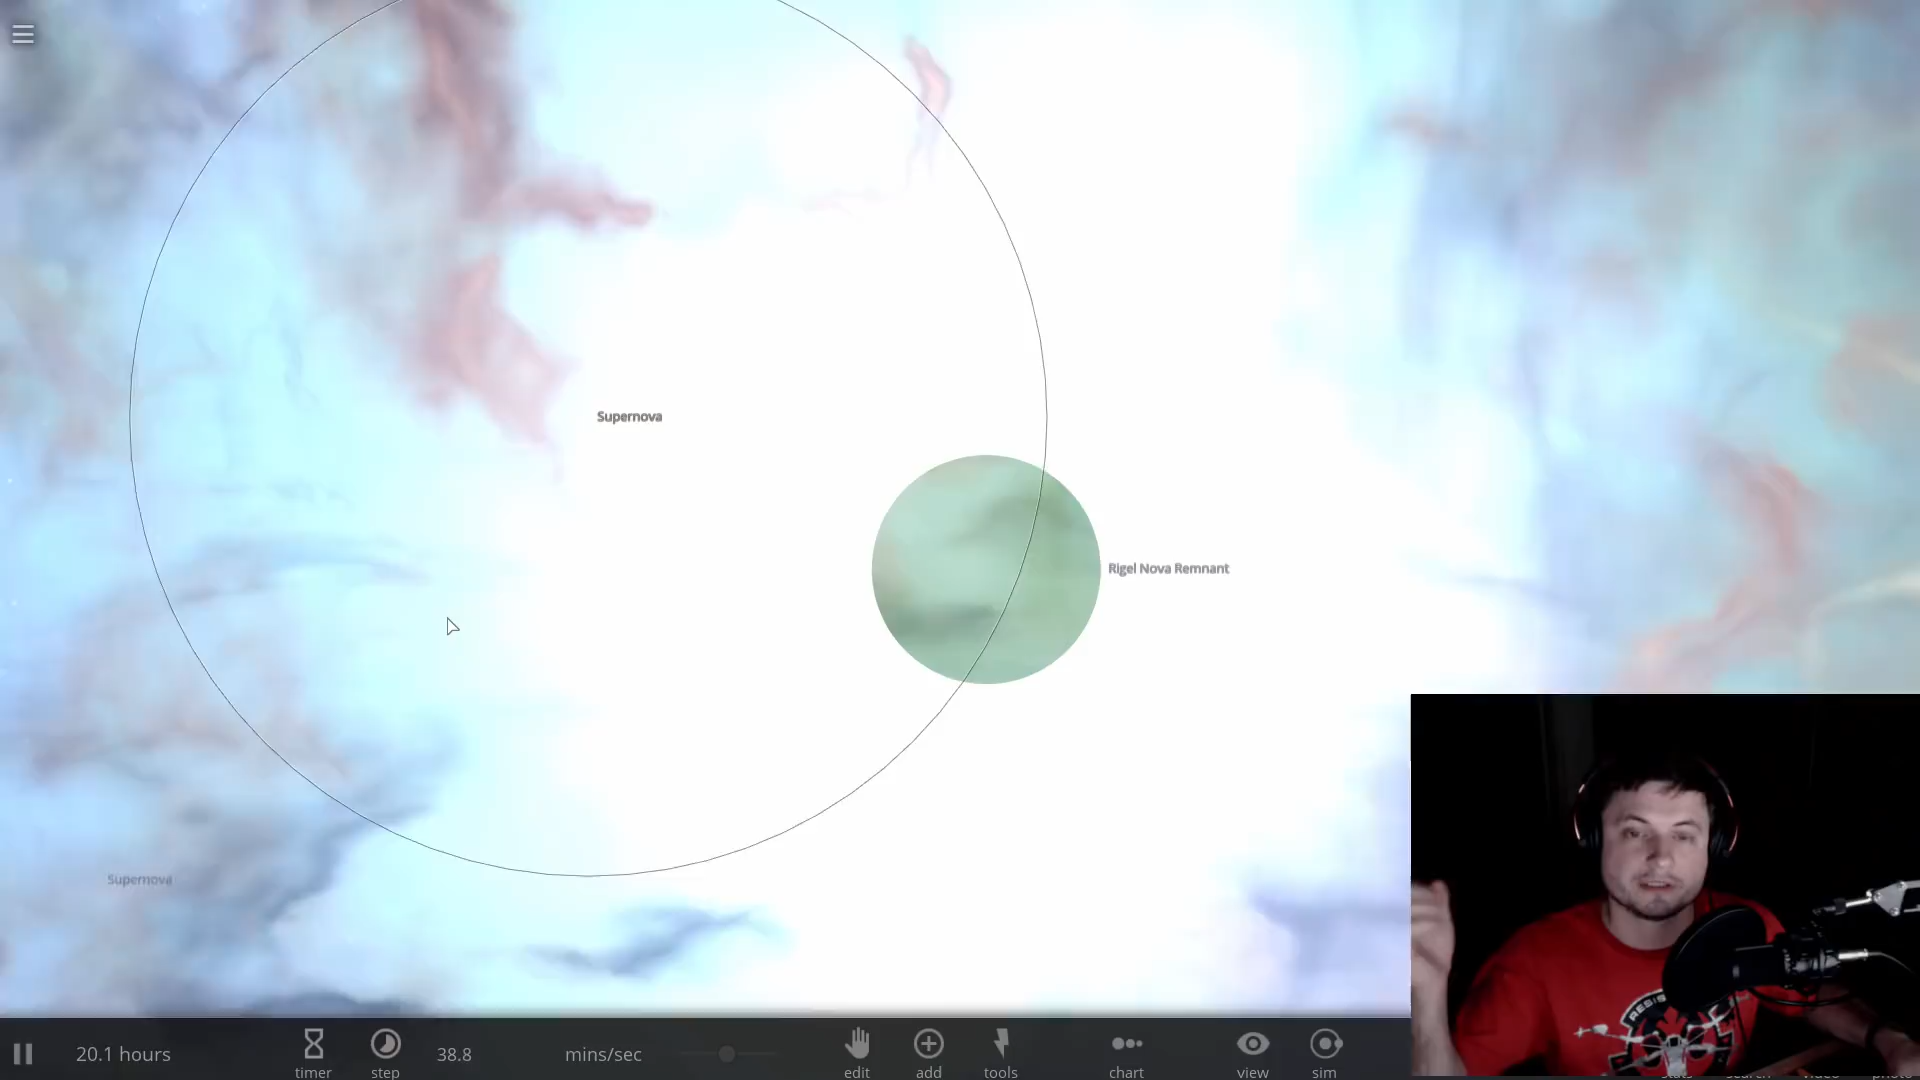 Supernova
Rigel Nova Remnant
Supernova
RESIS
20.1 hours
timer
step
38.8
mins/sec
edit
add
tools
chart
view
sim